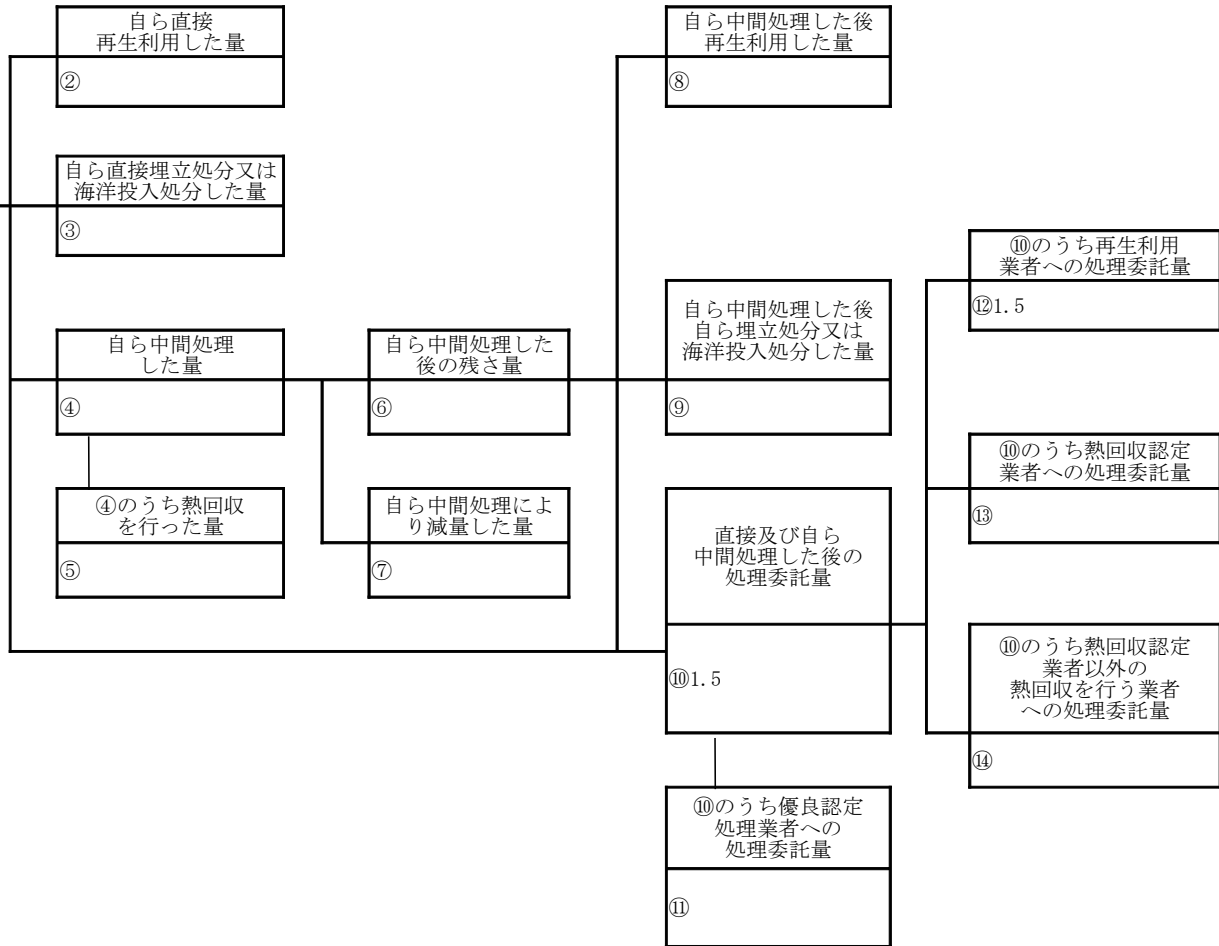 自ら直接
再生利用した量
②
自ら中間処理した後
再生利用した量
⑧
自ら直接埋立処分又は
海洋投入処分した量
③
⑩のうち再生利用
業者への処理委託量
⑫1.5
自ら中間処理
した量
④
自ら中間処理した
後の残さ量
⑥
自ら中間処理した後
自ら埋立処分又は
海洋投入処分した量
⑨
⑩のうち熱回収認定
業者への処理委託量
⑬
④のうち熱回収
を行った量
⑤
自ら中間処理によ
り減量した量
⑦
直接及び自ら
中間処理した後の
処理委託量
⑩1.5
⑩のうち熱回収認定
業者以外の
熱回収を行う業者
への処理委託量
⑭
⑩のうち優良認定
処理業者への
処理委託量
⑪